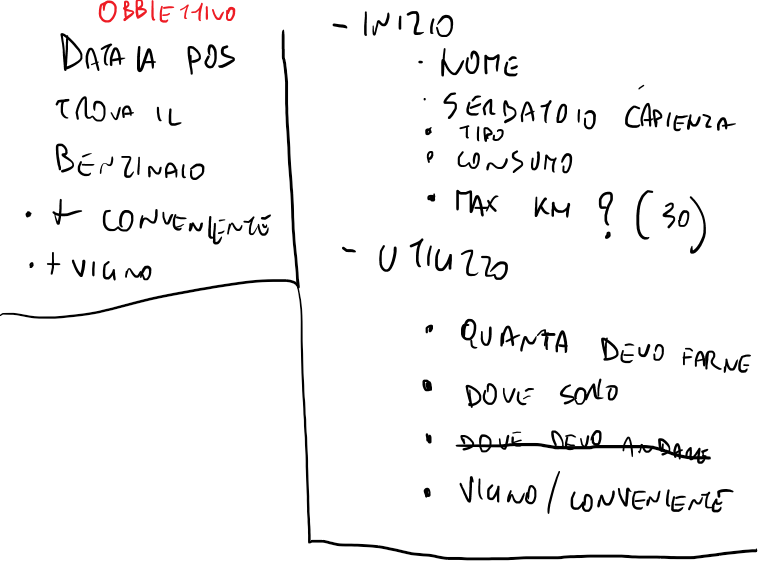 OBBIETTIVO
DATA LA POS
TROVA IL
BENZINAIO
• + CONVENIENTE
• + VICINO
- INIZIO
• NOME
• SERBATOIO CAPIENZA
• TIPO
• CONSUMO
• MAX KM ? (30)
- UTILIZZO
• QUANTA DEVO FARNE
• DOVE SONO
• DOVE DEVO ANDARE
• VICINO / CONVENIENTE